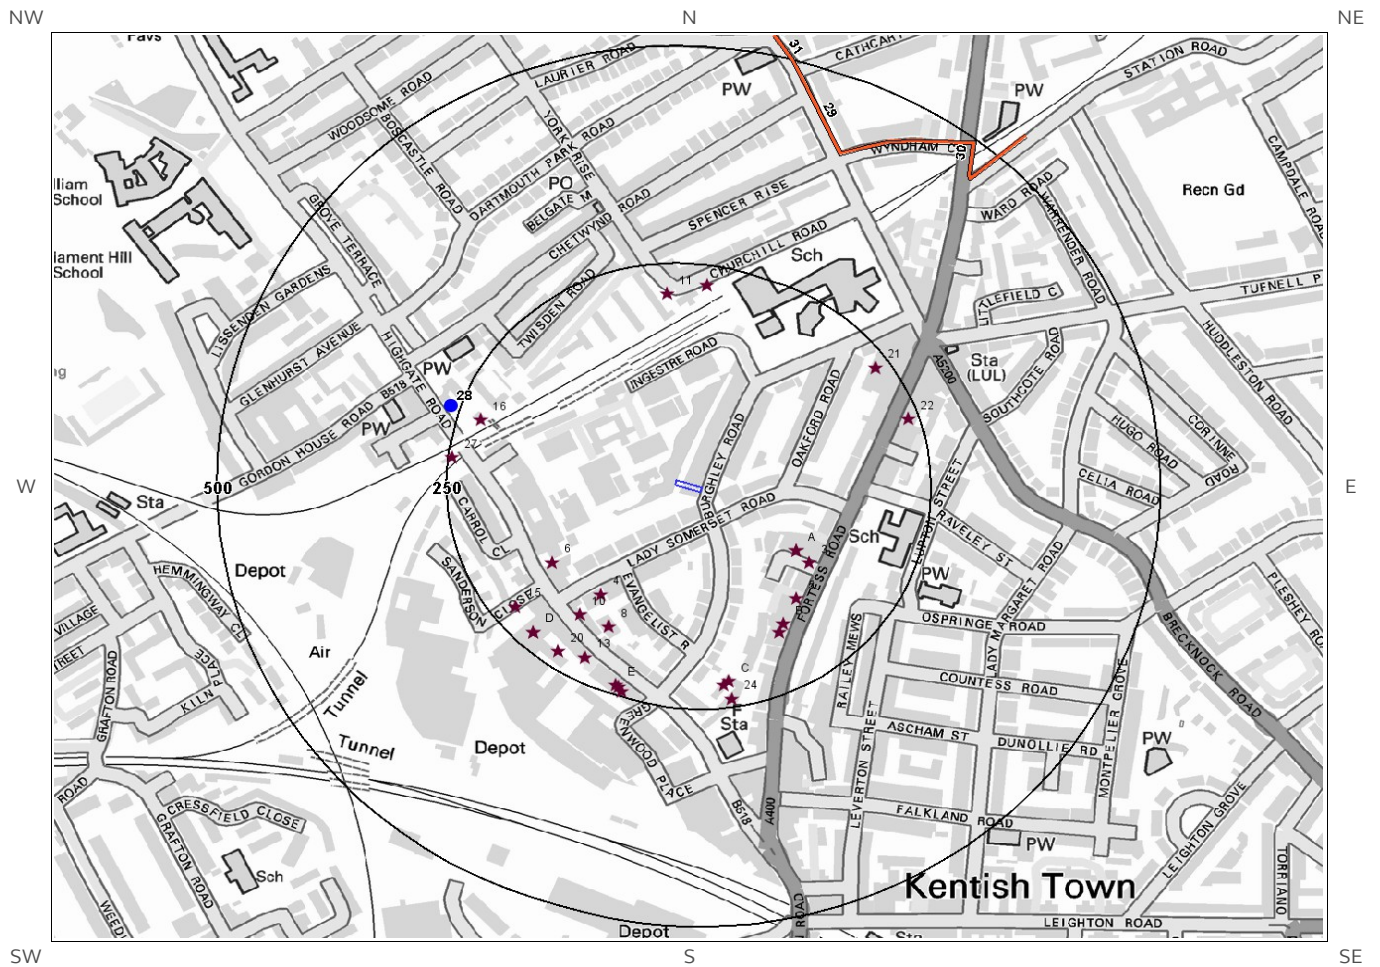 NW
N
NE
PW
PW
31
CATHCART
STATION ROAD
LAURIER ROAD
WOODSOME ROAD
BOSCASTLE ROAD
YORK RISE
DARTMOUTH PARK ROAD
29
WYNDHAM C
30
CAMPDALE ROAD
lliam
School
PO
BELGATE M
CHETWYND ROAD
SPENCER RISE
WARD ROAD
Recn Gd
GROVE TERRACE
CHURCHILL ROAD
WARRENDER ROAD
iament Hill
School
LISSENDEN GARDENS
Sch
11
TUFNELL P
TWISDEN ROAD
LITTLEFIELD C
GLENHURST AVENUE
HIGHGATE ROAD
PW
INGESTRE ROAD
21
A5200
Sta
(LUL)
SOUTHCOTE ROAD
HUDDLESTON ROAD
ng
B518
28
16
22
GORDON HOUSE ROAD
PW
OAKFORD ROAD
HUGO ROAD
CORINNE ROAD
27
BURGHLEY ROAD
CELIA ROAD
W
500
250
E
Sta
CARROL CL
LADY SOMERSET ROAD
LUPTON STREET
RAVELEY ST
Sch
FORTESS ROAD
6
A
Depot
SANDERSON CLOSE
HEMMINGWAY CL
4
5
10
8
EVANGELIST R
PW
LADY MARGARET ROAD
PLESHEY RO
VILLAGE
TREET
D
OSPRINGE ROAD
BRECKNOCK ROAD
Air
20
13
RAILEY MEWS
GRAFTON ROAD
KILN PLACE
Tunnel
E
C
24
F
Sta
COUNTESS ROAD
GREENWOOD PLACE
ASCHAM ST
DUNOLLIE RD
PW
MONTPELIER GROVE
Tunnel
Depot
LEVERTON STREET
ROAD
CRESSFIELD CLOSE
B518
A400
FALKLAND ROAD
LEIGHTON GROVE
GRAFTON ROAD
PW
Sch
Kentish Town
TORRIANO
WEED
ROAD
LEIGHTON ROAD
Depot
Sta
SW
S
SE